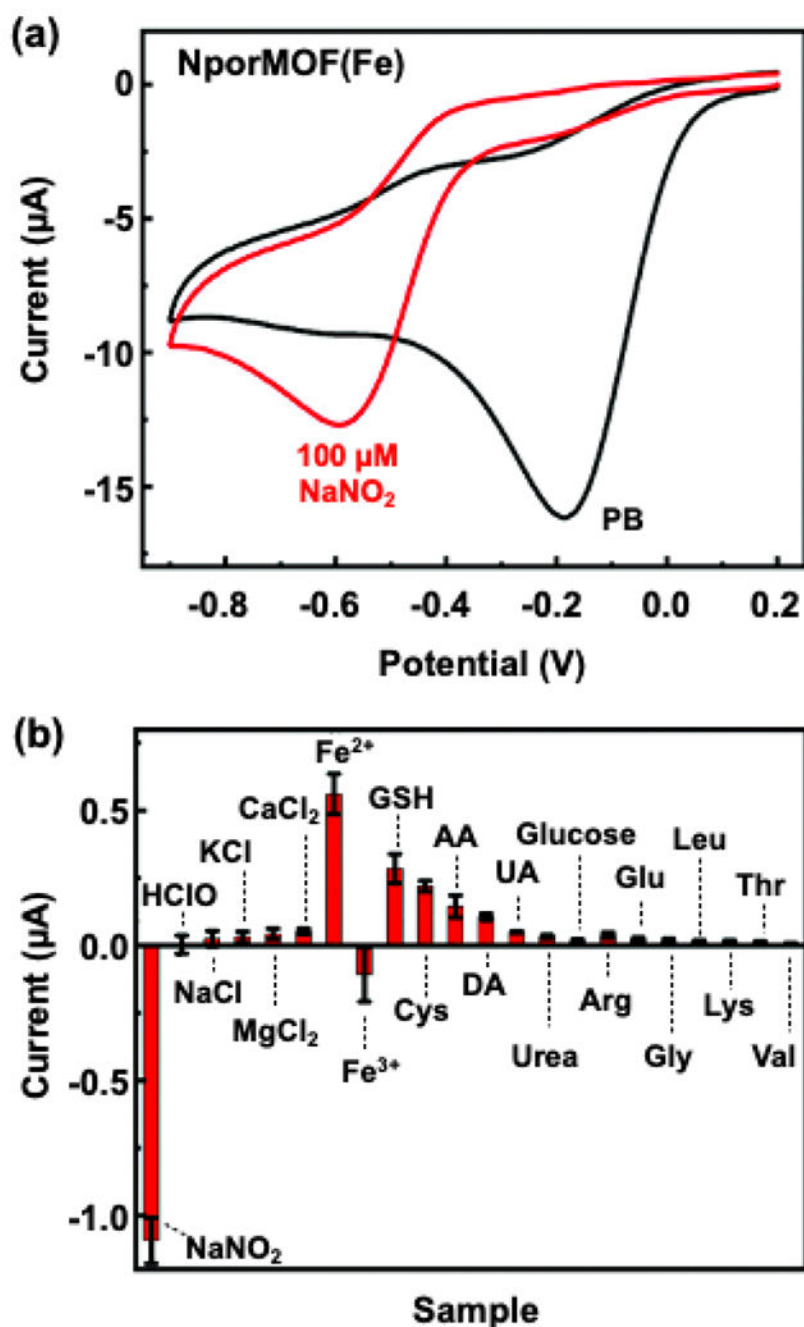 (a)
NporMOF(Fe)
0
-5
-10
-15
Current (µA)
100 µM
NaNO₂
PB
-0.8 -0.6 -0.4 -0.2 0.0 0.2
Potential (V)
(b)
0.5
0.0
-0.5
-1.0
Current (µA)
NaNO₂
HClO
NaCl
KCl
MgCl₂
CaCl₂
Fe²⁺
Fe³⁺
GSH
Cys
AA
DA
UA
Urea
Glucose
Arg
Glu
Gly
Leu
Lys
Thr
Val
Sample